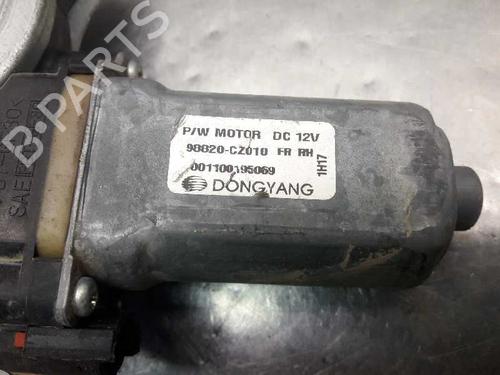 P/W MOTOR DC 12V
98820-CZ010 FR RH
001100195069
1H17
DONGYANG
B-PARTS